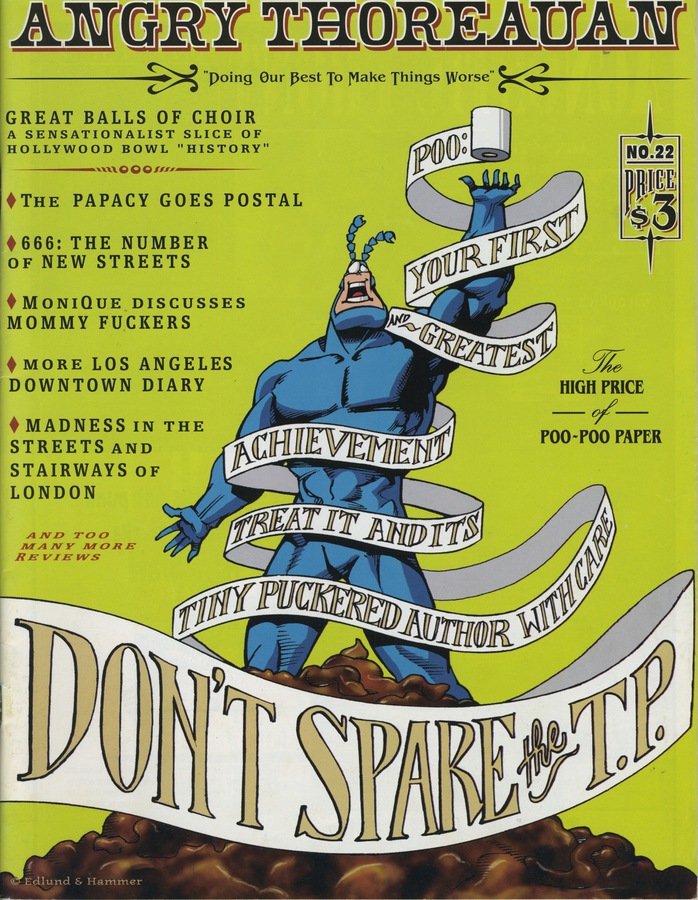 ANGRY THOREAUAN
"Doing Our Best To Make Things Worse"
GREAT BALLS OF CHOIR
A SENSATIONALIST SLICE OF
HOLLYWOOD BOWL "HISTORY"
THE PAPACY GOES POSTAL
666: THE NUMBER
OF NEW STREETS
MONIQUE DISCUSSES
MOMMY FUCKERS
MORE LOS ANGELES
DOWNTOWN DIARY
MADNESS IN THE
STREETS AND
STAIRWAYS OF
LONDON
AND TOO
MANY MORE
REVIEWS
NO.22
PRICE
$3
POO:
YOUR FIRST
AND GREATEST
ACHIEVEMENT
TREAT IT AND ITS
TINY PUCKERED AUTHOR WITH CARE
The
HIGH PRICE
of
POO-POO PAPER
DON'T SPARE the T.P.
© Edlund & Hammer